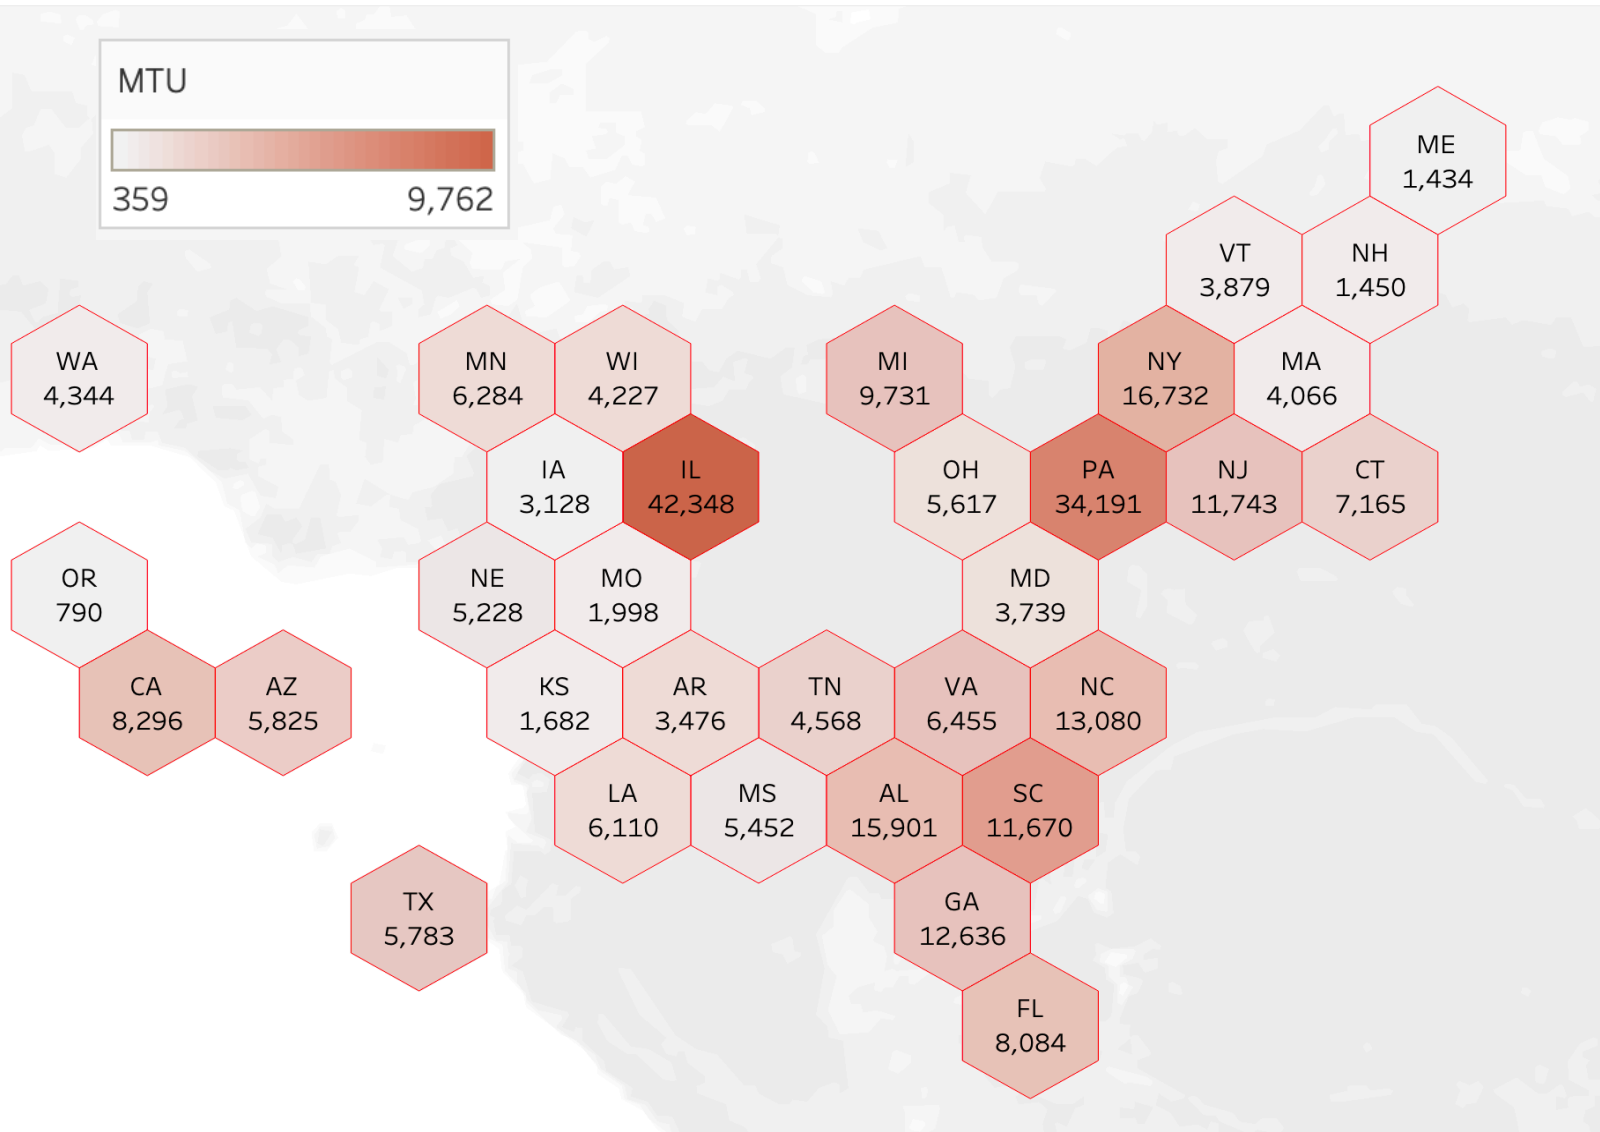 MTU
359 9,762
ME
1,434
VT
3,879
NH
1,450
WA
4,344
MN
6,284
WI
4,227
MI
9,731
NY
16,732
MA
4,066
IA
3,128
IL
42,348
OH
5,617
PA
34,191
NJ
11,743
CT
7,165
OR
790
NE
5,228
MO
1,998
MD
3,739
CA
8,296
AZ
5,825
KS
1,682
AR
3,476
TN
4,568
VA
6,455
NC
13,080
LA
6,110
MS
5,452
AL
15,901
SC
11,670
TX
5,783
GA
12,636
FL
8,084